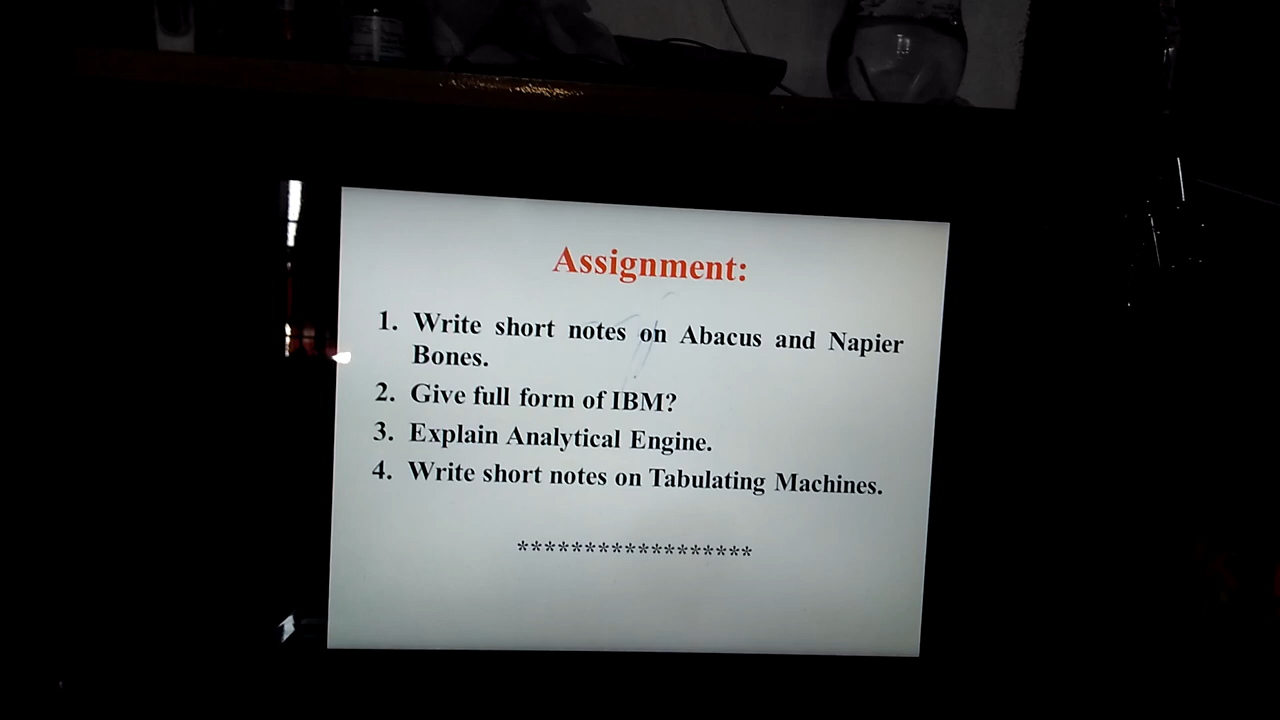 Assignment:
1. Write short notes on Abacus and Napier
Bones.
2. Give full form of IBM?
3. Explain Analytical Engine.
4. Write short notes on Tabulating Machines.
******************